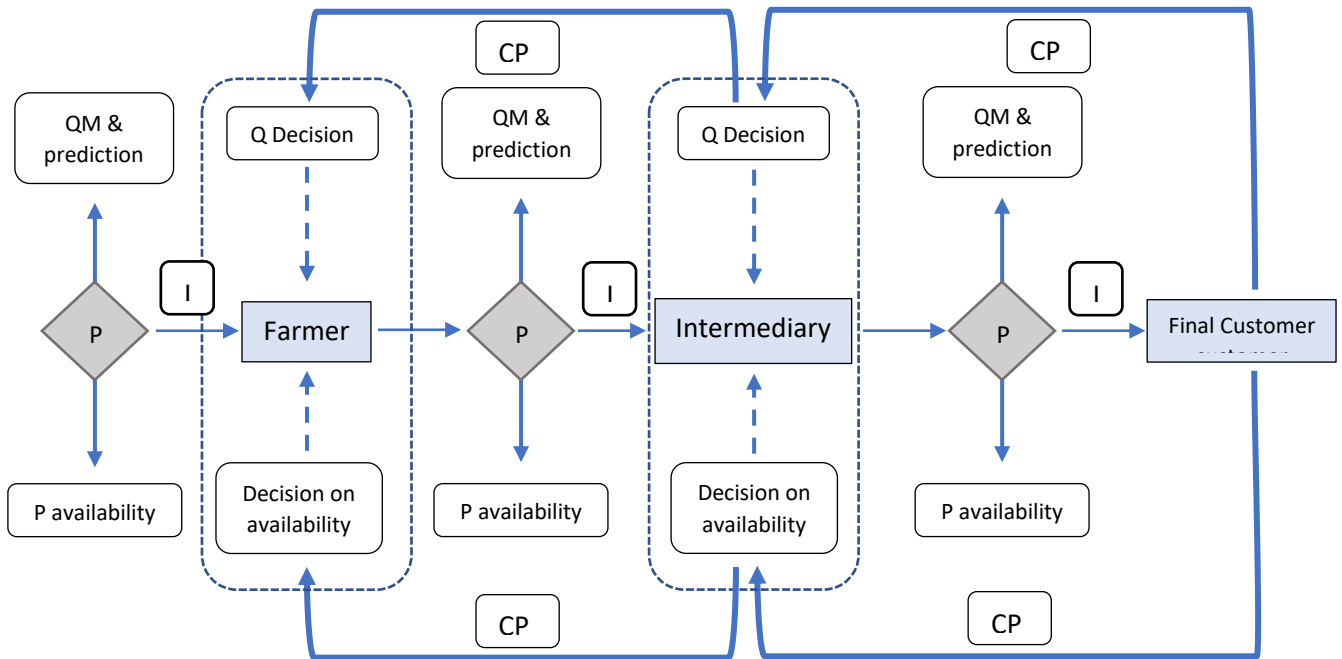 CP
CP
QM &
prediction
Q Decision
QM &
prediction
Q Decision
QM &
prediction
I
I
I
P
Farmer
P
Intermediary
P
Final Customer
P availability
Decision on
availability
P availability
Decision on
availability
P availability
CP
CP